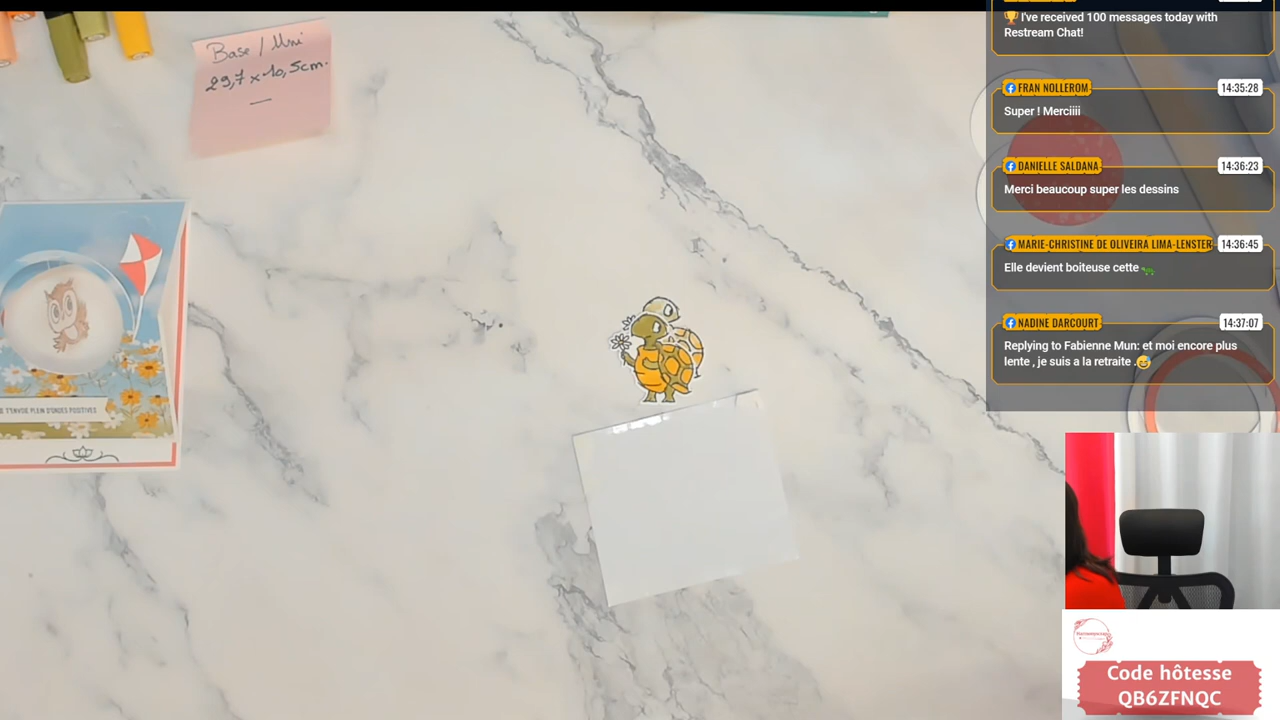 Base / Uni
29,7 x 10,5cm.
T'ENVOIE PLEIN D'ONDES POSITIVES
🏆 I've received 100 messages today with
Restream Chat!
FRAN NOLLEROM
14:35:28
Super ! Merciiii
DANIELLE SALDANA
14:36:23
Merci beaucoup super les dessins
MARIE-CHRISTINE DE OLIVEIRA LIMA-LENSTER
14:36:45
Elle devient boiteuse cette 🐢
NADINE DARCOURT
14:37:07
Replying to Fabienne Mun: et moi encore plus
lente , je suis a la retraite 😅
Code hôtesse
QB6ZFNQC